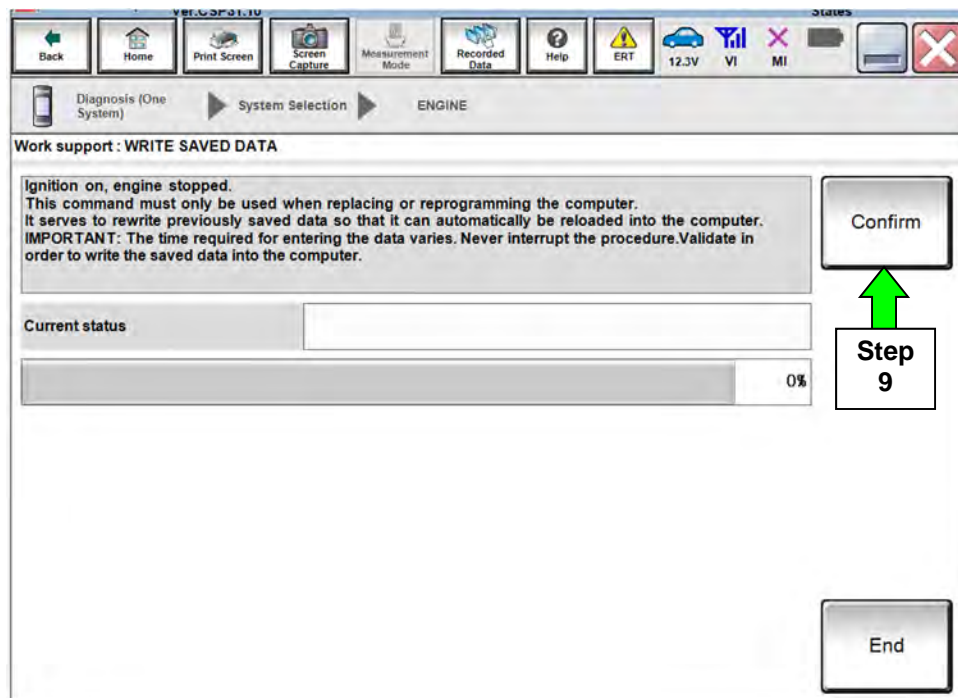 Ver.CSP31.10
States
Back
Home
Print Screen
Screen Capture
Measurement Mode
Recorded Data
Help
ERT
12.3V
VI
MI
Diagnosis (One System)
System Selection
ENGINE
Work support : WRITE SAVED DATA
Ignition on, engine stopped.
This command must only be used when replacing or reprogramming the computer.
It serves to rewrite previously saved data so that it can automatically be reloaded into the computer.
IMPORTANT: The time required for entering the data varies. Never interrupt the procedure.Validate in
order to write the saved data into the computer.
Confirm
Current status
Step
9
0%
End